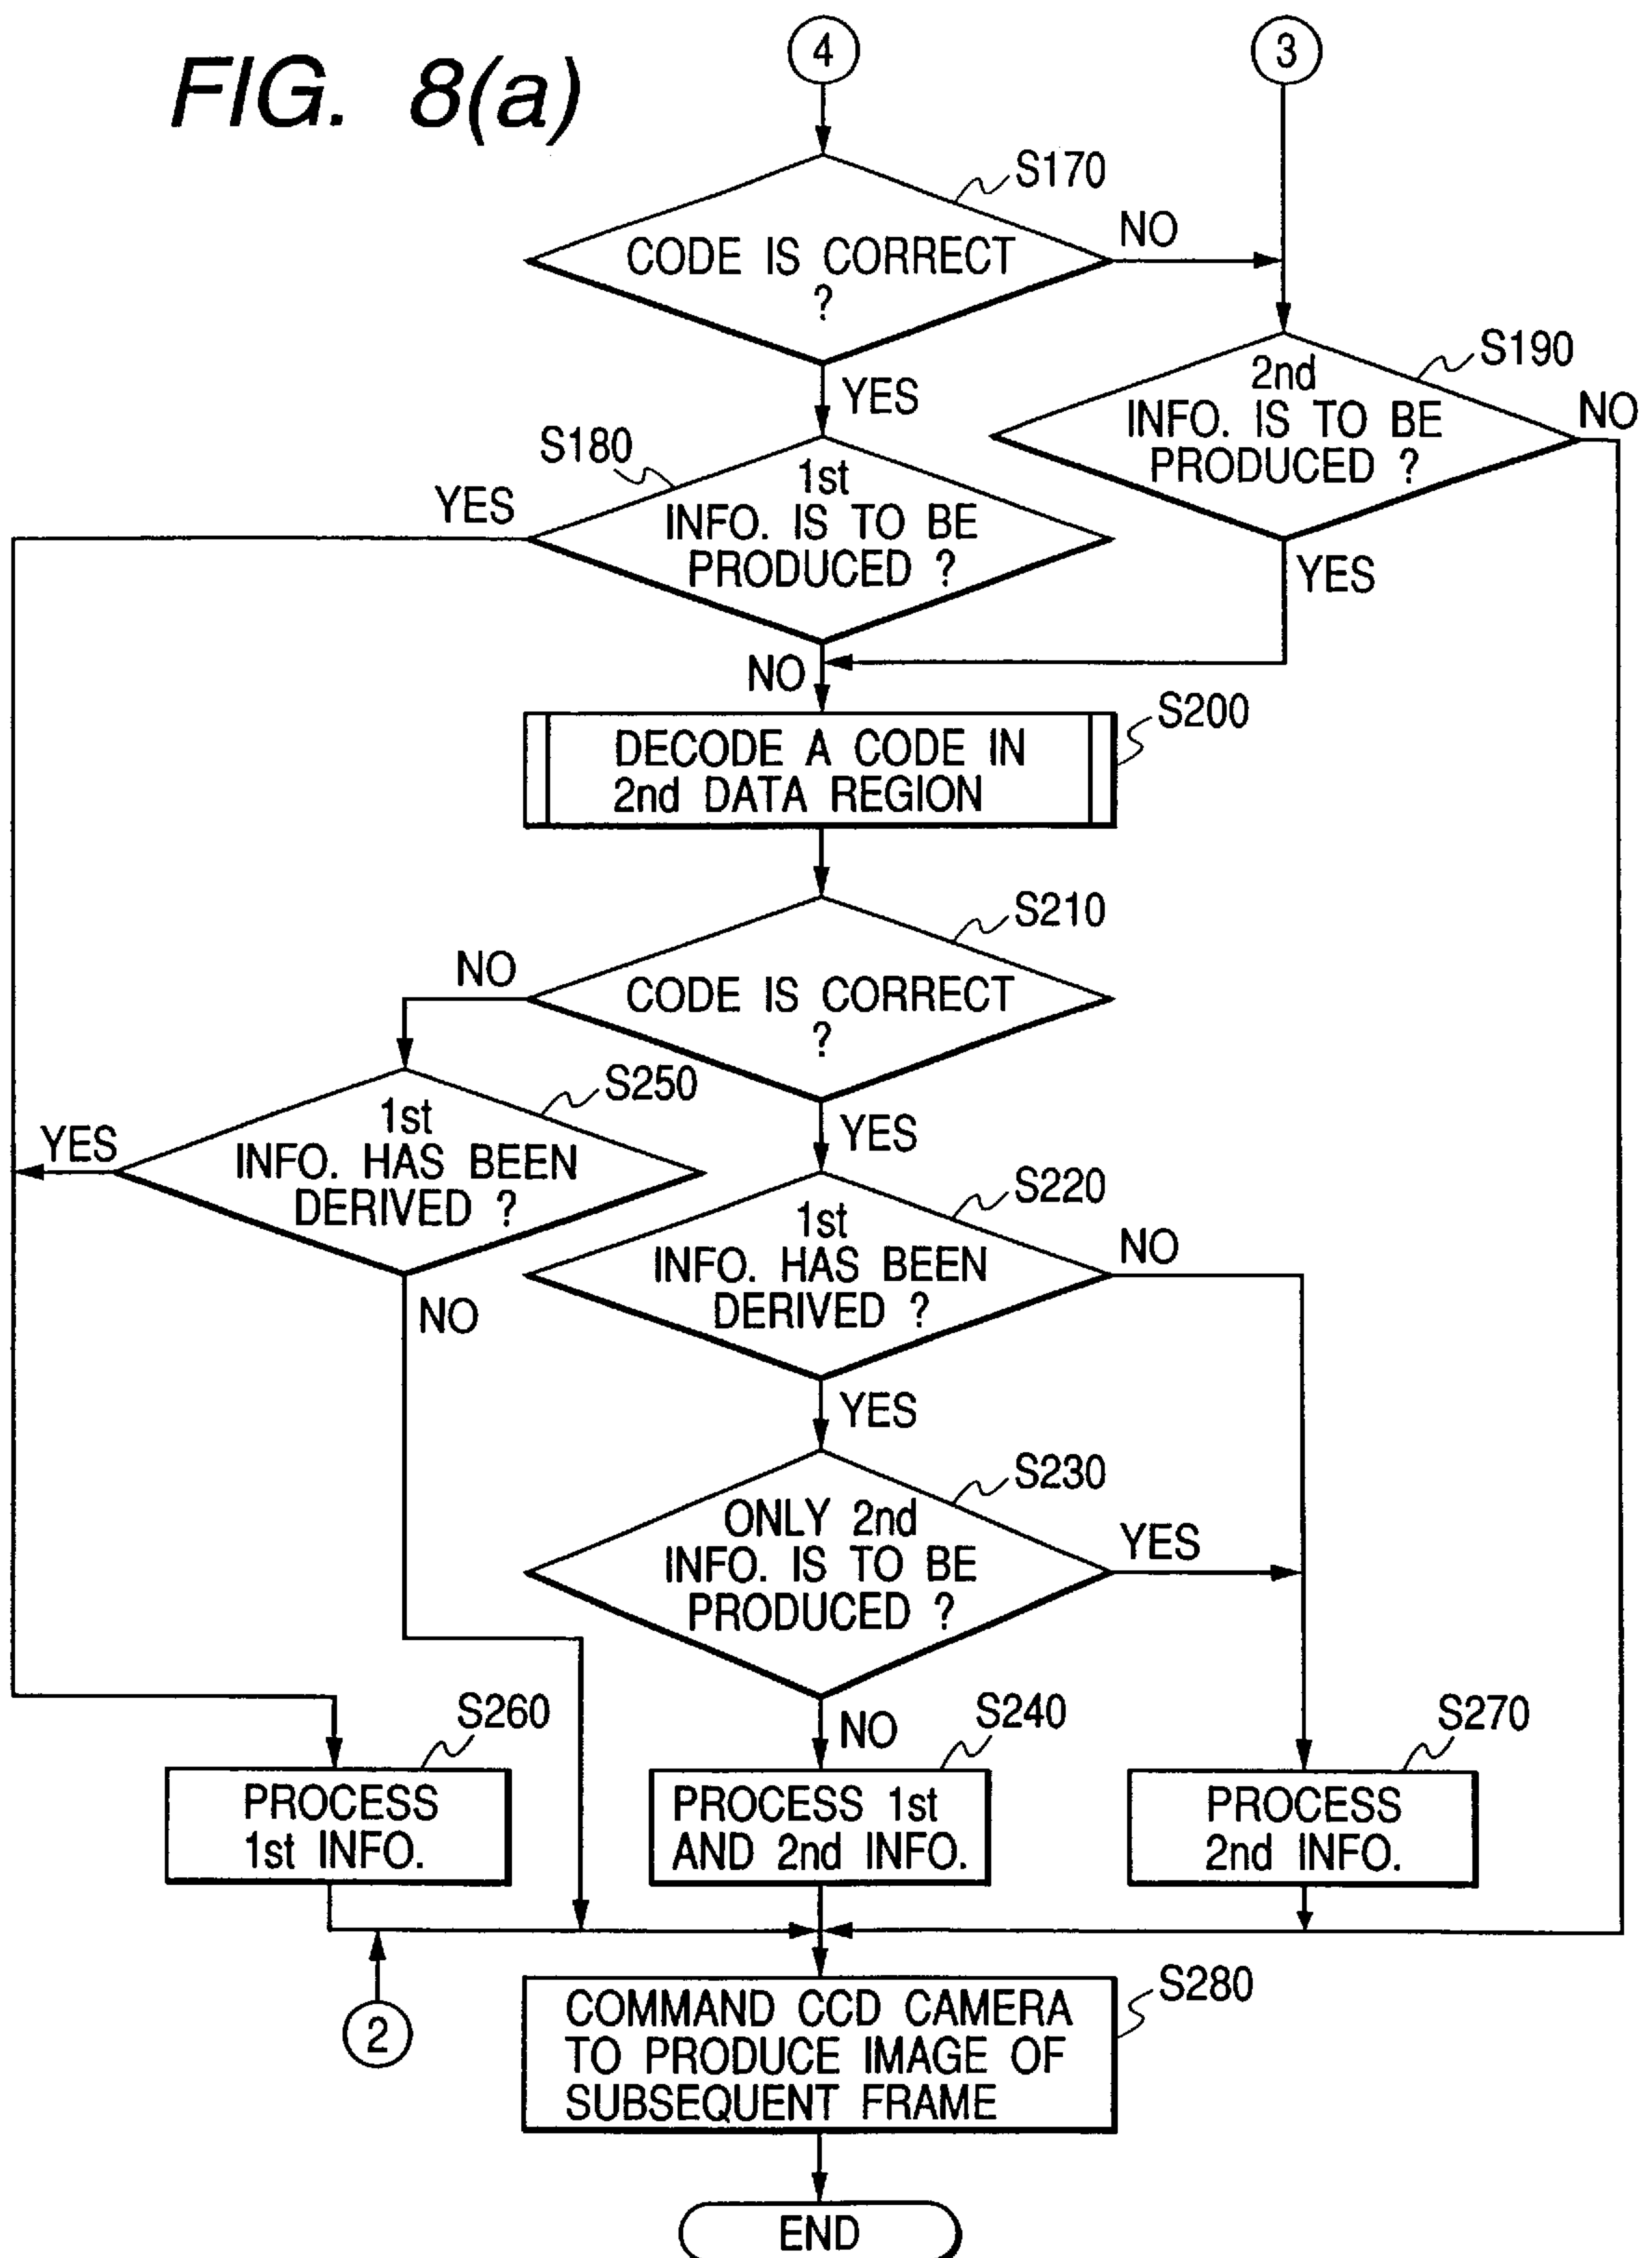 FIG. 8(a)
4
3
S170
CODE IS CORRECT
?
NO
YES
S190
2nd
INFO. IS TO BE
PRODUCED ?
NO
YES
S180
1st
INFO. IS TO BE
PRODUCED ?
YES
NO
S200
DECODE A CODE IN
2nd DATA REGION
S210
CODE IS CORRECT
?
NO
YES
S250
1st
INFO. HAS BEEN
DERIVED ?
YES
NO
S220
1st
INFO. HAS BEEN
DERIVED ?
NO
YES
S230
ONLY 2nd
INFO. IS TO BE
PRODUCED ?
YES
NO
S260
PROCESS
1st INFO.
S240
PROCESS 1st
AND 2nd INFO.
S270
PROCESS
2nd INFO.
2
S280
COMMAND CCD CAMERA
TO PRODUCE IMAGE OF
SUBSEQUENT FRAME
END